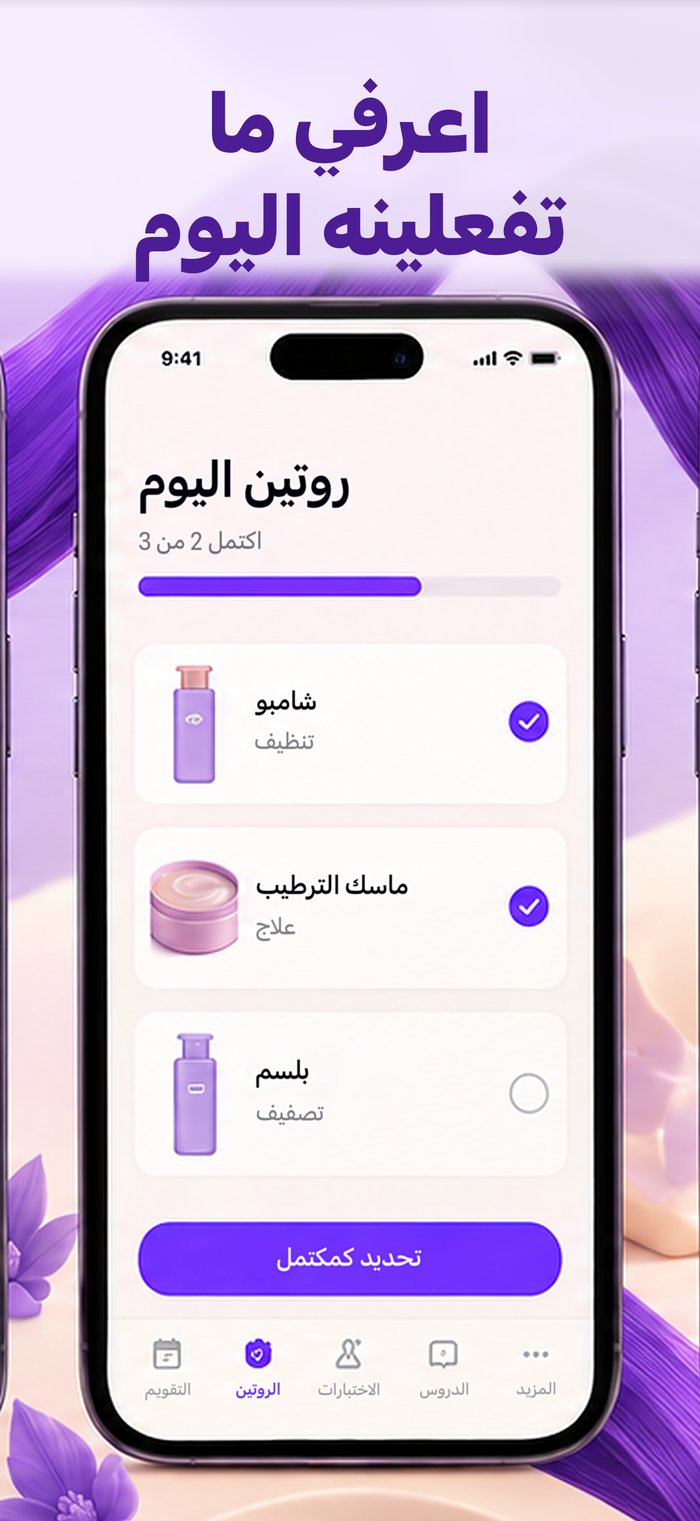 اعرفي ما
تفعلينه اليوم
9:41
روتين اليوم
اكتمل 2 من 3
شامبو
تنظيف
ماسك الترطيب
علاج
بلسم
تصفيف
تحديد كمكتمل
التقويم
الروتين
الاختبارات
الدروس
المزيد